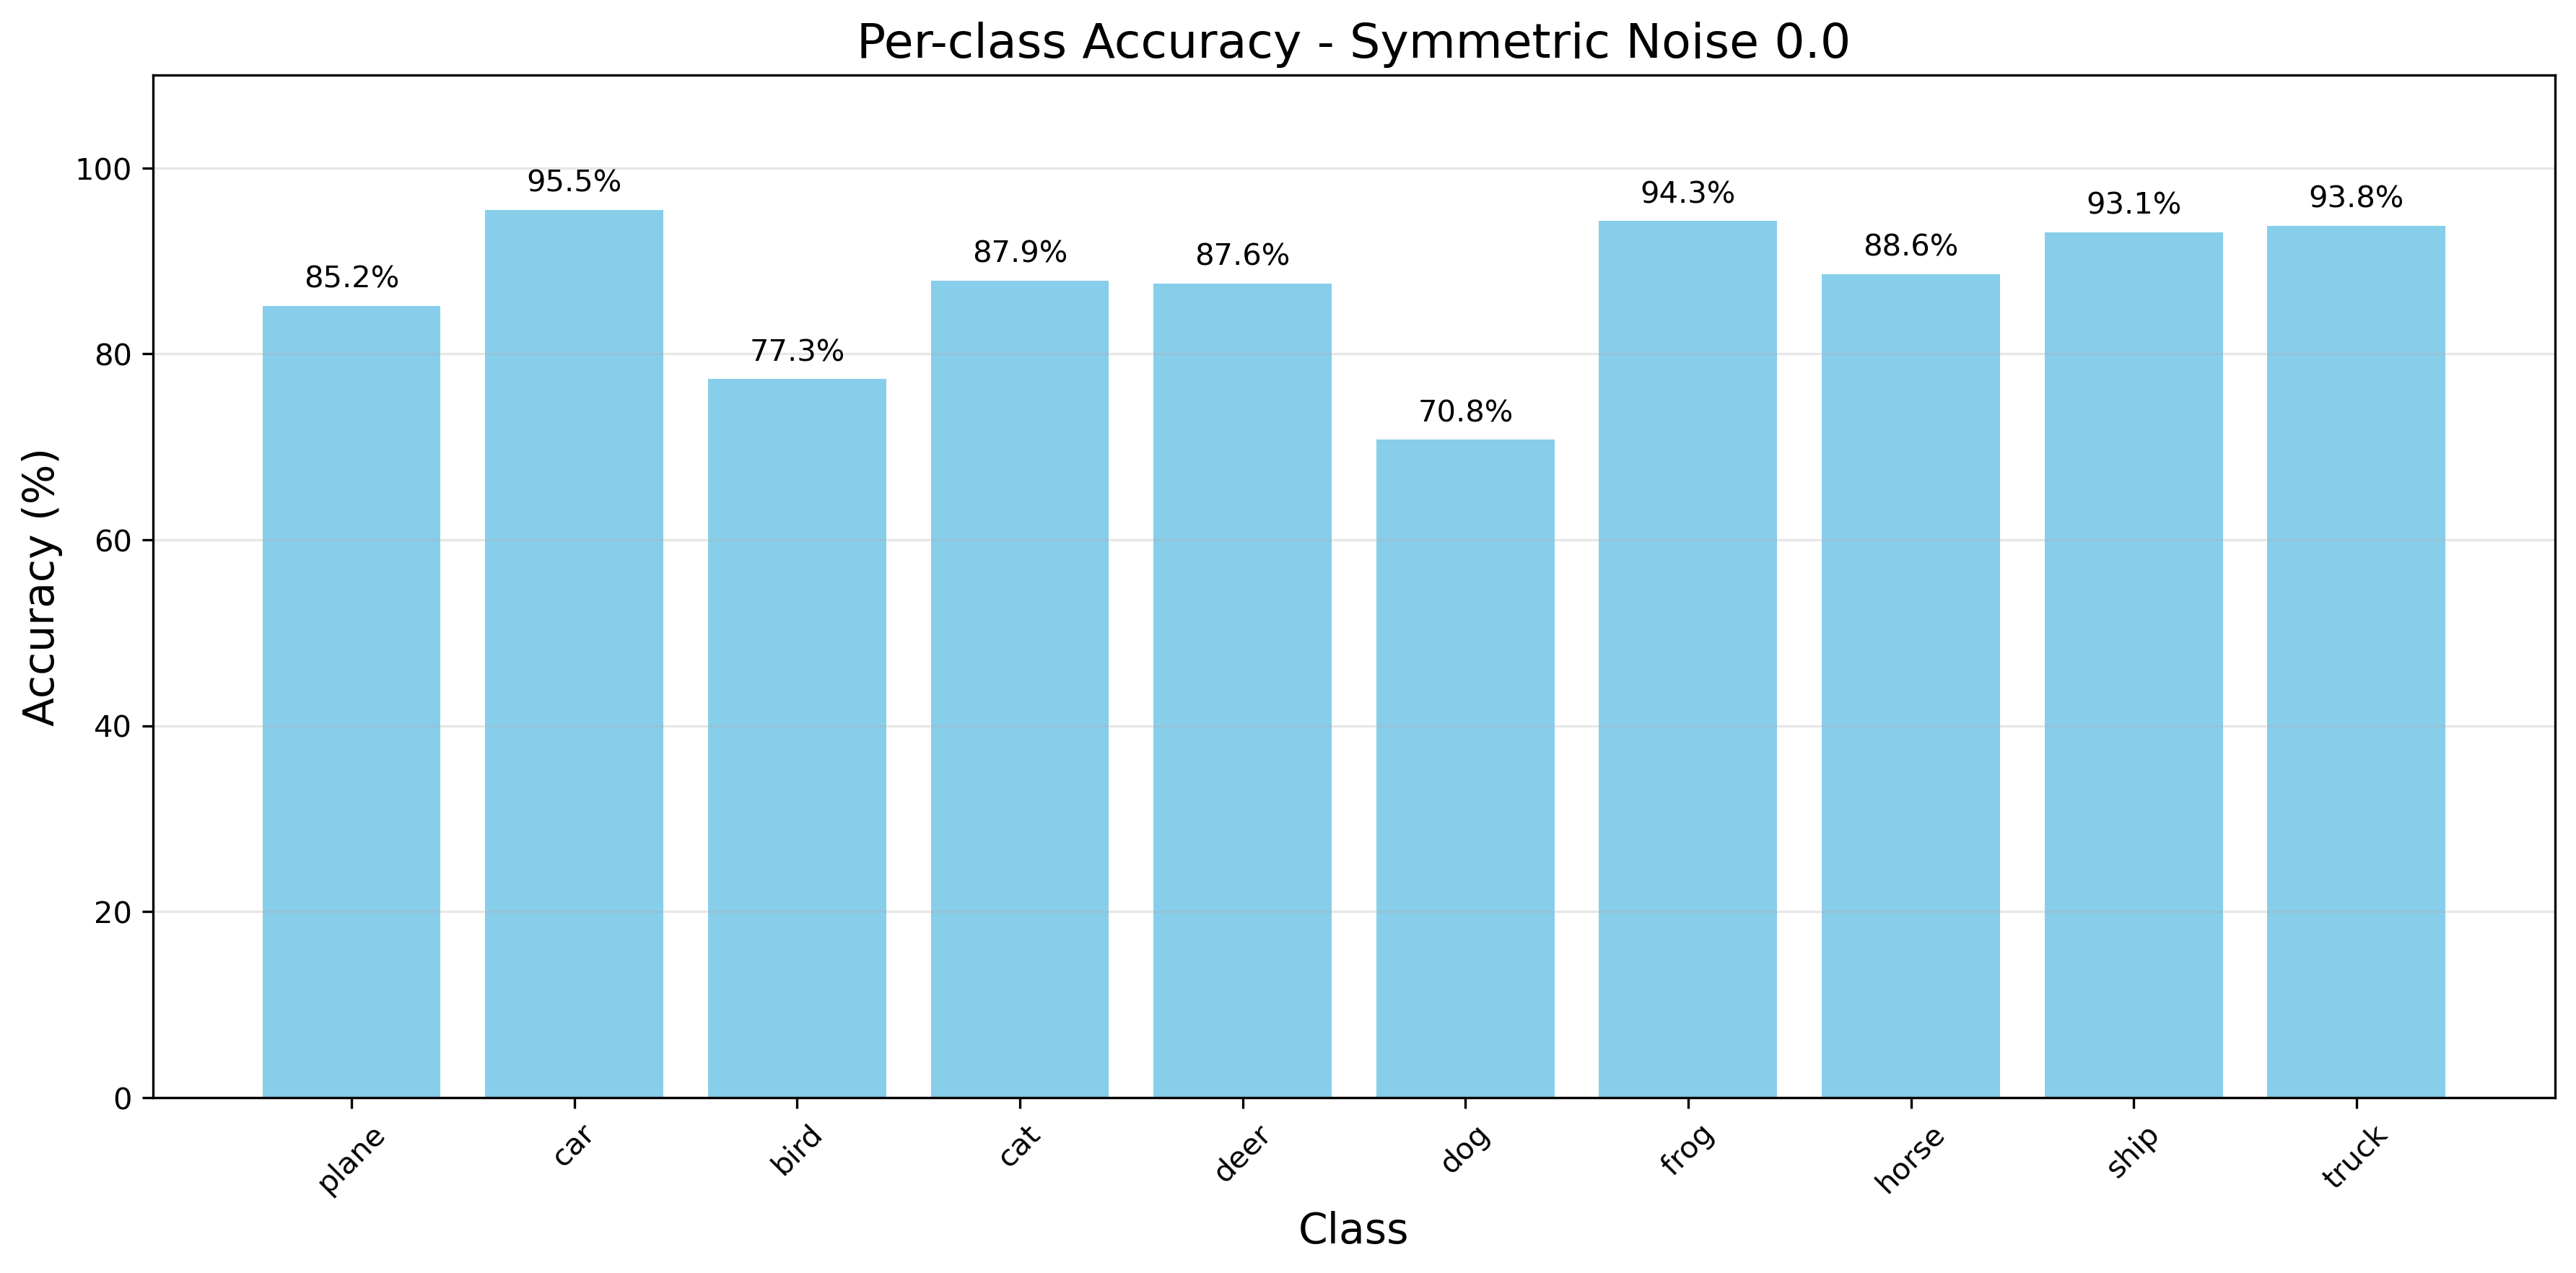 Per-class Accuracy - Symmetric Noise 0.0
Accuracy (%)
100
80
60
40
20
0
85.2%
95.5%
77.3%
87.9%
87.6%
70.8%
94.3%
88.6%
93.1%
93.8%
plane
car
bird
cat
deer
dog
frog
horse
ship
truck
Class